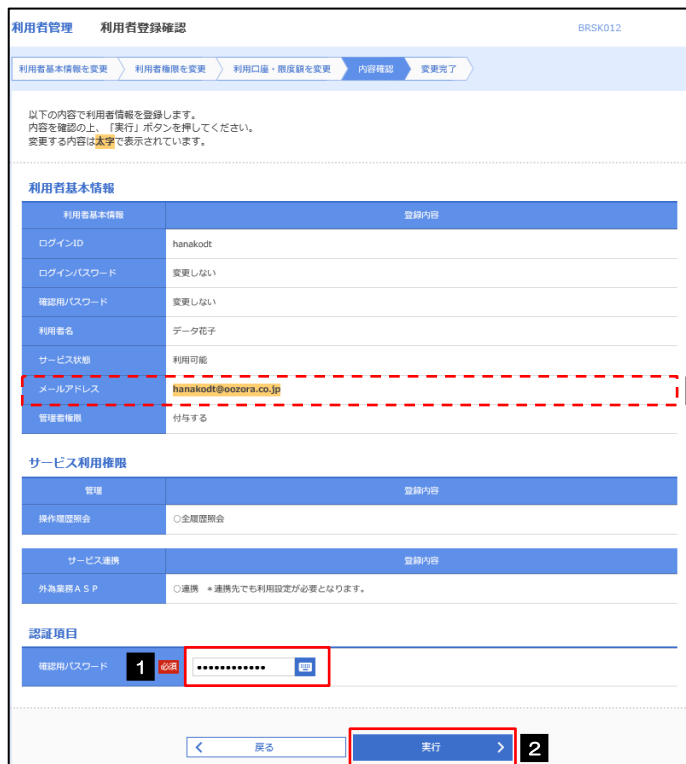 利用者管理 利用者登録確認 BRSK012
利用者基本情報を変更 利用者権限を変更 利用口座・限度額を変更 内容確認 変更完了
以下の内容で利用者情報を登録します。
内容を確認の上、「実行」ボタンを押してください。
変更する内容は太字で表示されています。
利用者基本情報
利用者基本情報 登録内容
ログインID hanakodt
ログインパスワード 変更しない
確認用パスワード 変更しない
利用者名 データ花子
サービス状態 利用可能
メールアドレス hanakodt@oozora.co.jp
管理者権限 付与する
サービス利用権限
管理 登録内容
操作履歴照会 ○全履歴照会
サービス連携 登録内容
外為業務ASP ○連携 *連携先でも利用設定が必要となります。
認証項目
確認用パスワード 1 必須 ••••••••••••
戻る 実行 2